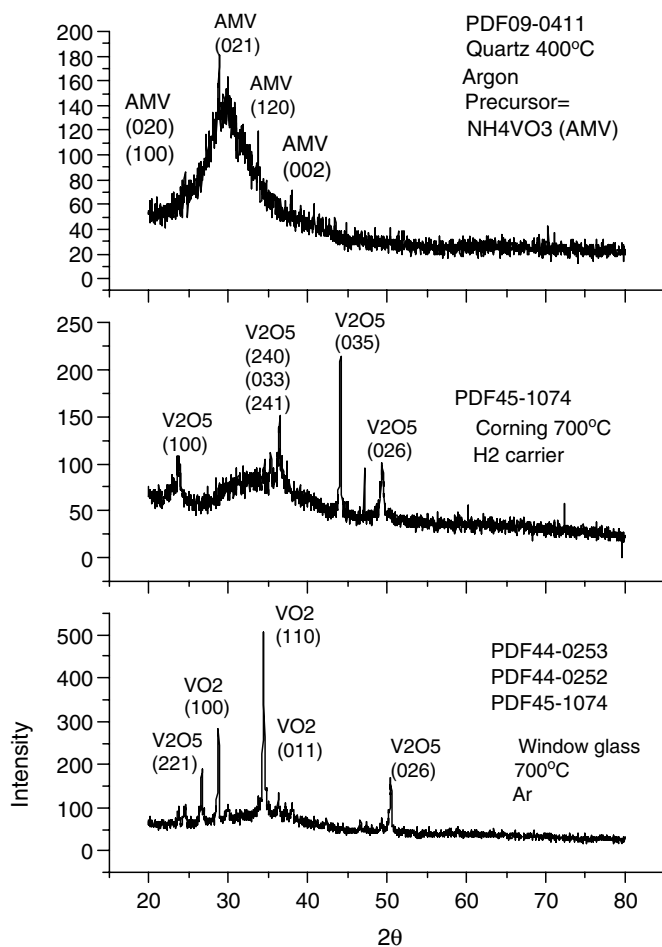 AMV
(021)
PDF09-0411
Quartz 400oC
Argon
Precursor=
NH4VO3 (AMV)
AMV
(020)
(100)
AMV
(120)
AMV
(002)
200
180
160
140
120
100
80
60
40
20
0
V2O5
(035)
V2O5
(240)
(033)
(241)
V2O5
(100)
V2O5
(026)
PDF45-1074
Corning 700oC
H2 carrier
250
200
150
100
50
0
VO2
(110)
VO2
(100)
V2O5
(221)
VO2
(011)
V2O5
(026)
PDF44-0253
PDF44-0252
PDF45-1074
Window glass
700oC
Ar
500
400
300
200
100
0
Intensity
20 30 40 50 60 70 80
2θ